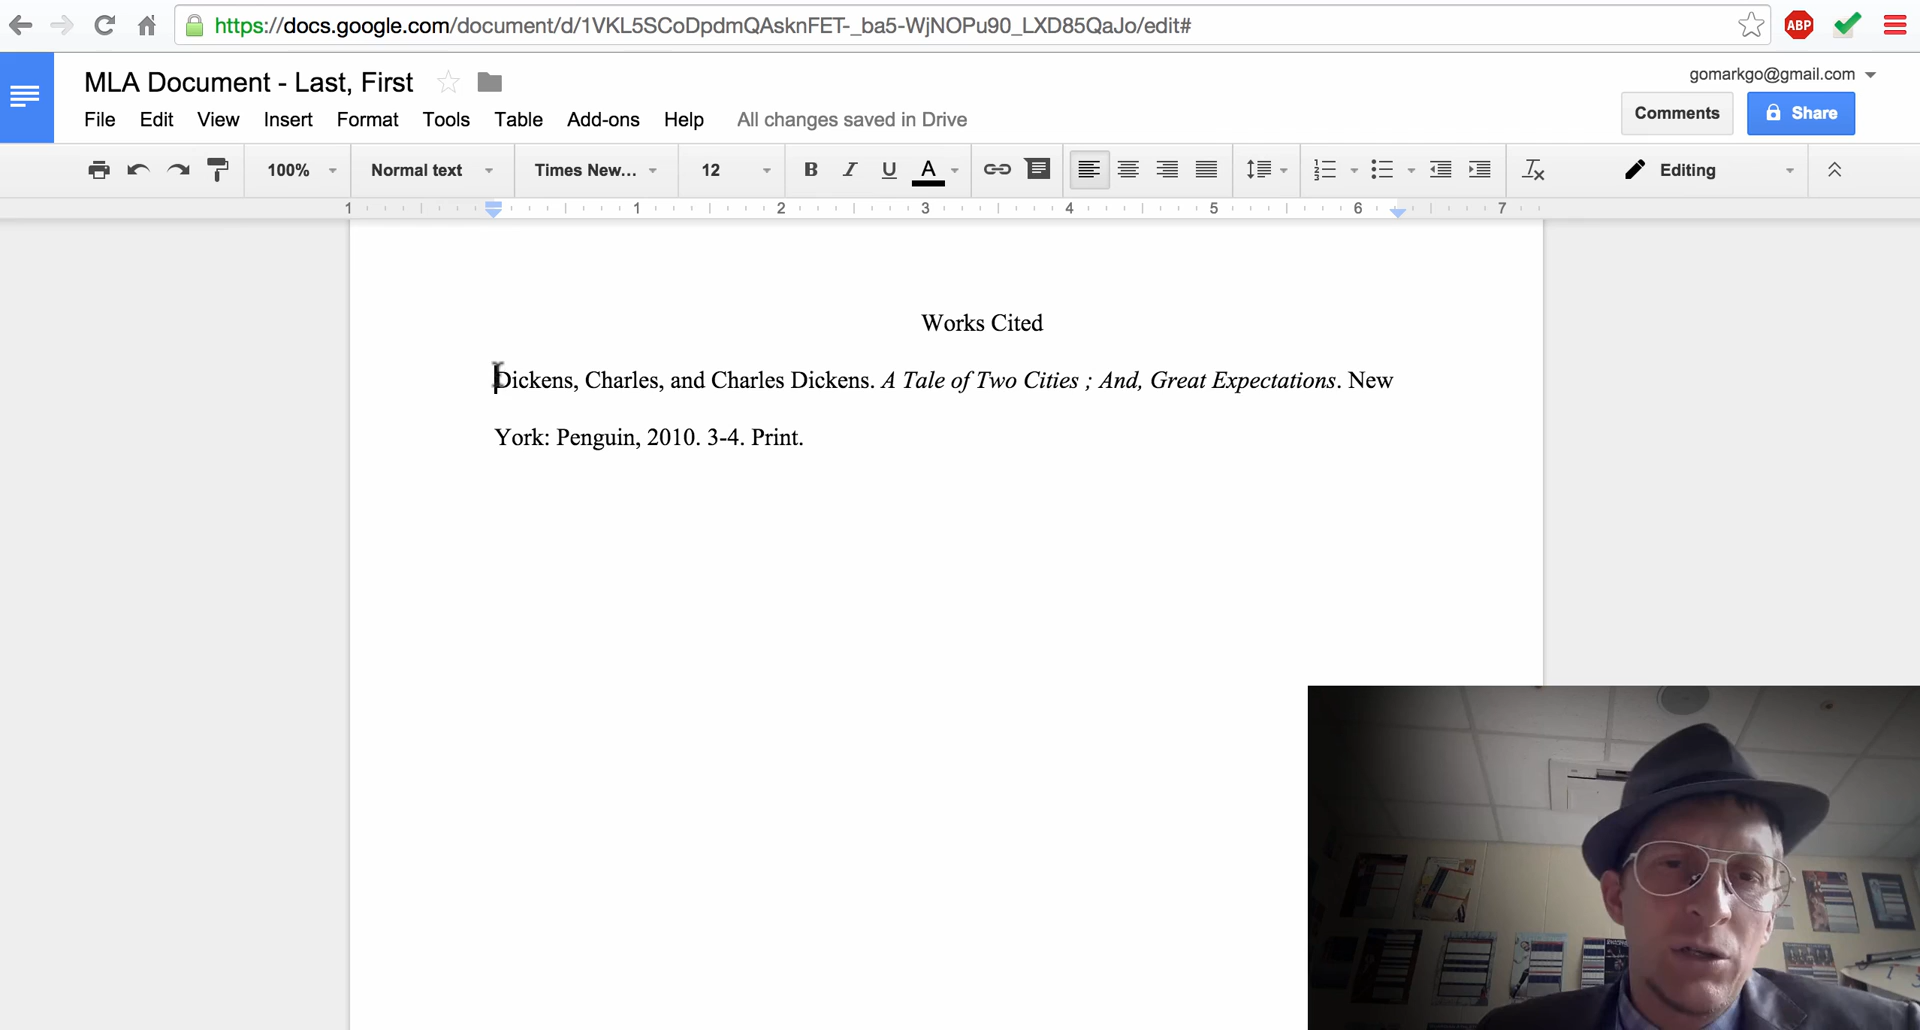 https://docs.google.com/document/d/1VKL5SCoDpdmQAsknFET-_ba5-WjNOPu90_LXD85QaJo/edit#
ABP
MLA Document - Last, First
gomarkgo@gmail.com
File Edit View Insert Format Tools Table Add-ons Help All changes saved in Drive
Comments Share
100% Normal text Times New... 12 B I U A Editing
1 1 2 3 4 5 6 7
Works Cited
Dickens, Charles, and Charles Dickens. A Tale of Two Cities ; And, Great Expectations. New
York: Penguin, 2010. 3-4. Print.